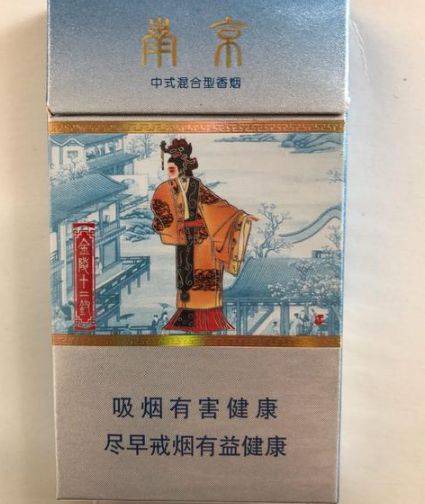 南京
中式混合型香烟
金陵十二钗
吸烟有害健康
尽早戒烟有益健康